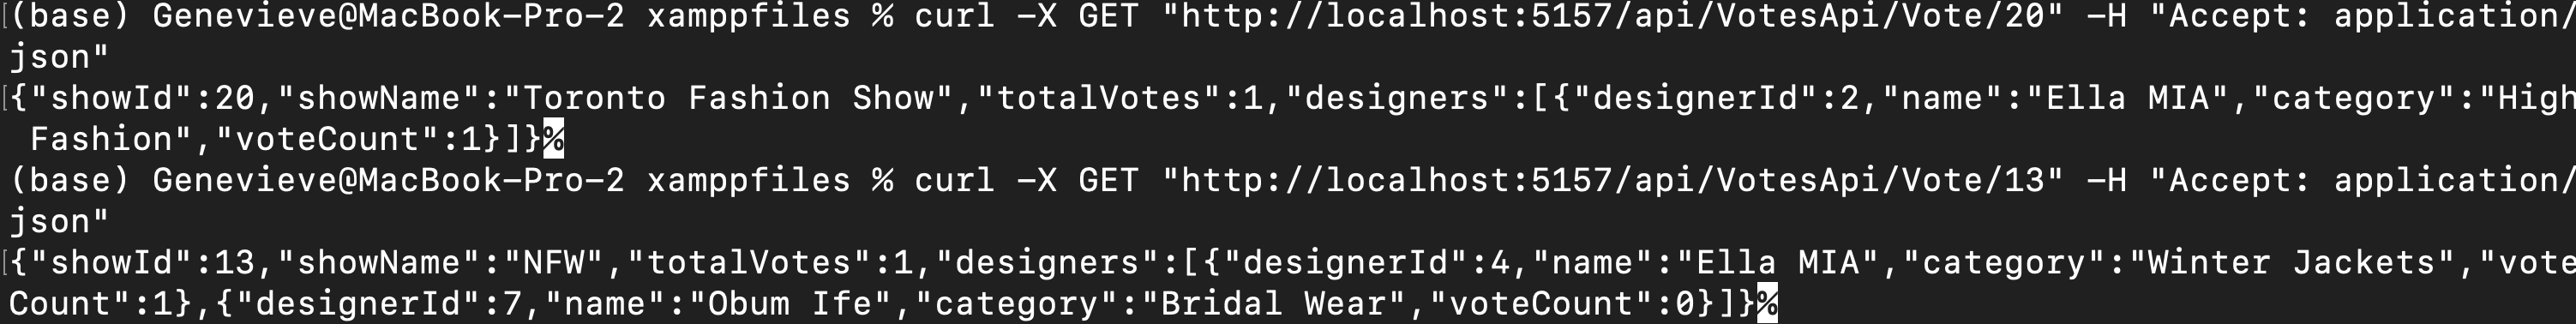 [(base) Genevieve@MacBook-Pro-2 xamppfiles % curl -X GET "http://localhost:5157/api/VotesApi/Vote/20" -H "Accept: application/
json"
[{"showId":20,"showName":"Toronto Fashion Show","totalVotes":1,"designers":[{"designerId":2,"name":"Ella MIA","category":"High
 Fashion","voteCount":1}]}%
(base) Genevieve@MacBook-Pro-2 xamppfiles % curl -X GET "http://localhost:5157/api/VotesApi/Vote/13" -H "Accept: application/
json"
[{"showId":13,"showName":"NFW","totalVotes":1,"designers":[{"designerId":4,"name":"Ella MIA","category":"Winter Jackets","vote
Count":1},{"designerId":7,"name":"Obum Ife","category":"Bridal Wear","voteCount":0}]}%